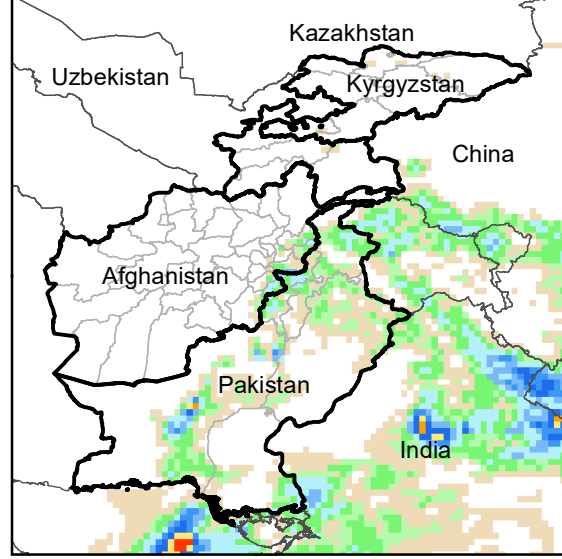 Kazakhstan
Uzbekistan
Kyrgyzstan
China
Afghanistan
Pakistan
India